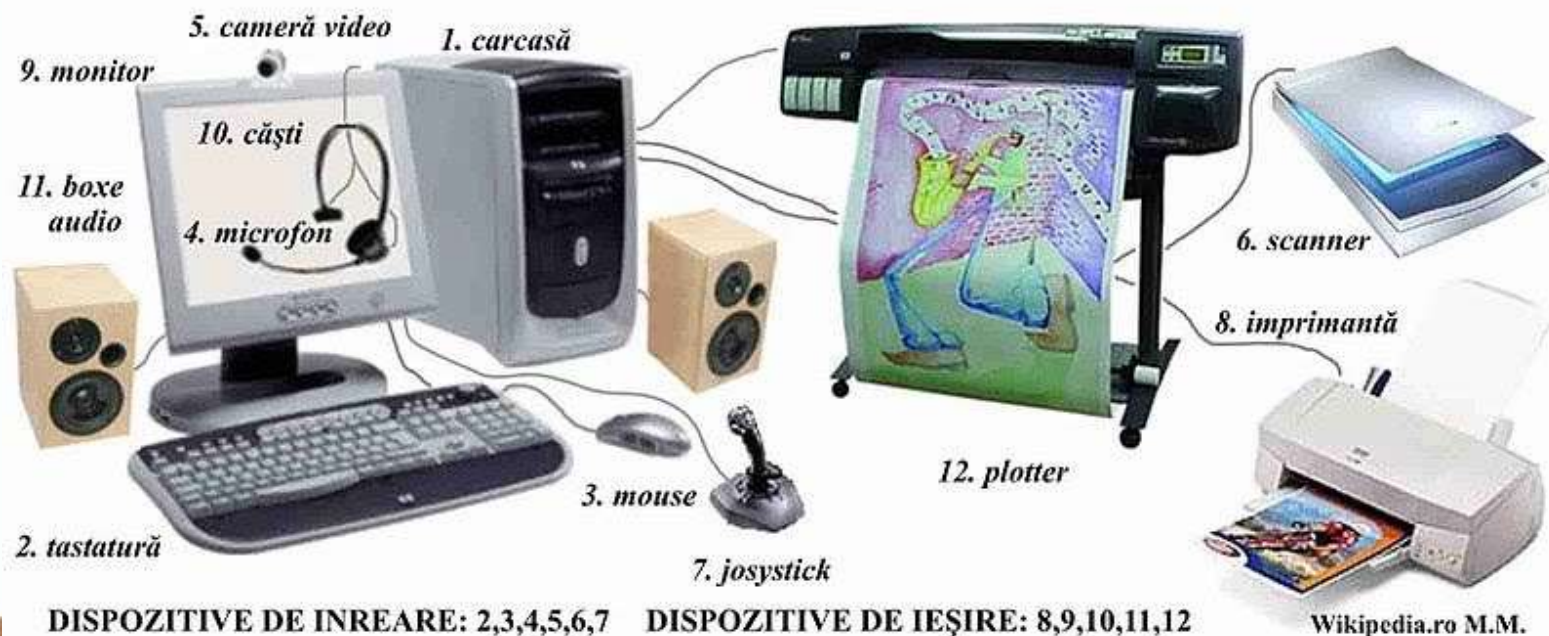 5. cameră video
1. carcasă
9. monitor
10. căşti
11. boxe
audio
4. microfon
6. scanner
8. imprimantă
12. plotter
3. mouse
2. tastatură
7. josystick
DISPOZITIVE DE INREARE: 2,3,4,5,6,7 DISPOZITIVE DE IEŞIRE: 8,9,10,11,12
Wikipedia.ro M.M.